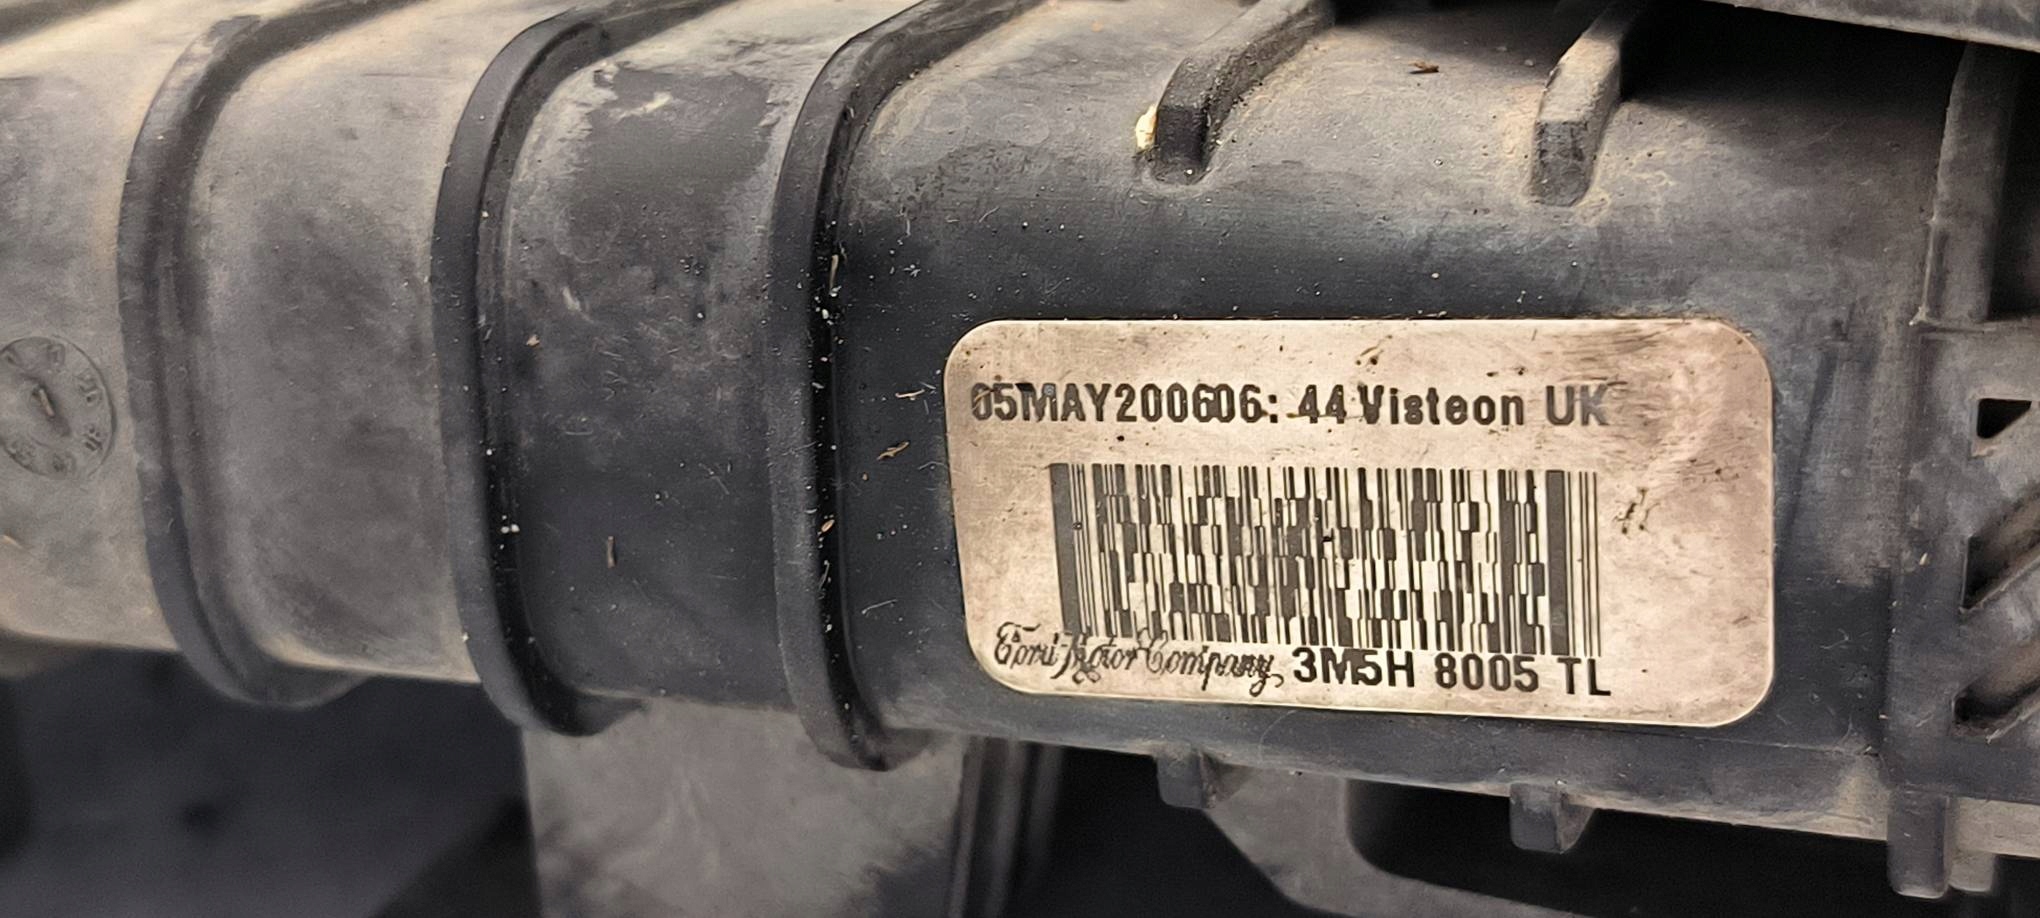 05MAY200606: 44 Visteon UK
Ford Motor Company, 3M5H 8005 TL